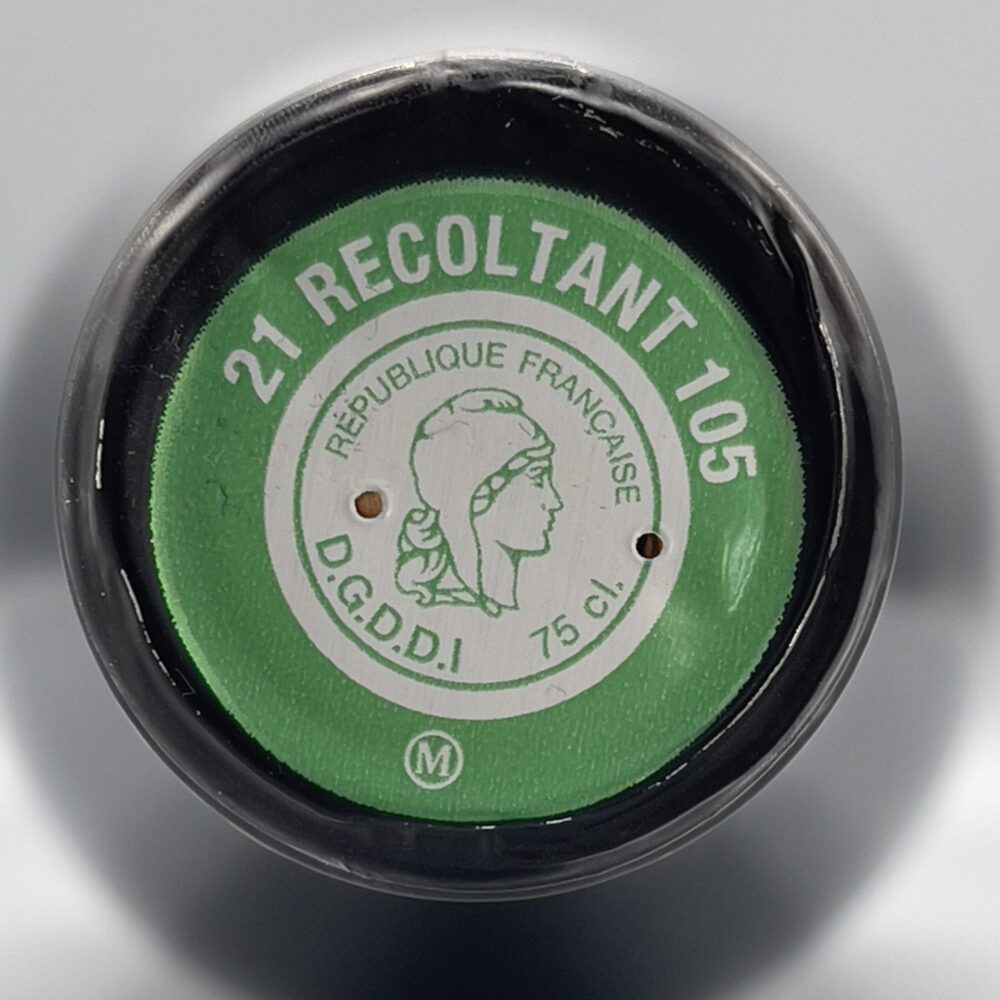 21 RECOLTANT 105
RÉPUBLIQUE FRANÇAISE
D.G.D.D.I
75 cl.
M